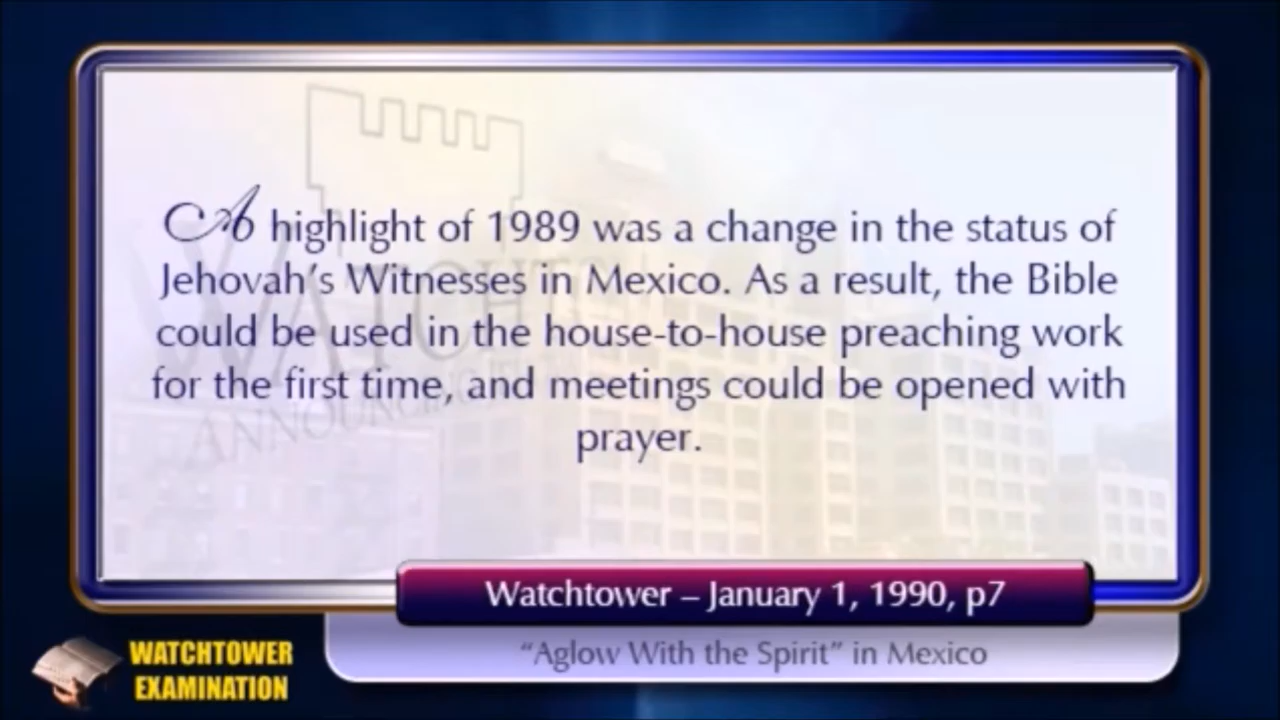 A highlight of 1989 was a change in the status of
Jehovah's Witnesses in Mexico. As a result, the Bible
could be used in the house-to-house preaching work
for the first time, and meetings could be opened with
prayer.
Watchtower – January 1, 1990, p7
"Aglow With the Spirit" in Mexico
WATCHTOWER
EXAMINATION